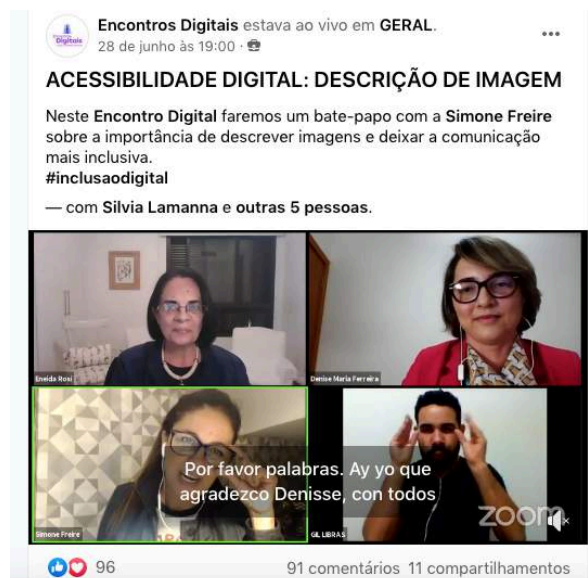 Encontros Digitais estava ao vivo em GERAL.
28 de junho às 19:00 ·
ACESSIBILIDADE DIGITAL: DESCRIÇÃO DE IMAGEM
Neste Encontro Digital faremos um bate-papo com a Simone Freire
sobre a importância de descrever imagens e deixar a comunicação
mais inclusiva.
#inclusaodigital
— com Silvia Lamanna e outras 5 pessoas.
Eneida Rosi
Denise Maria Ferreira
Por favor palabras. Ay yo que
agradezco Denisse, con todos
Simone Freire
GIL LIBRAS
zoom
96
91 comentários 11 compartilhamentos